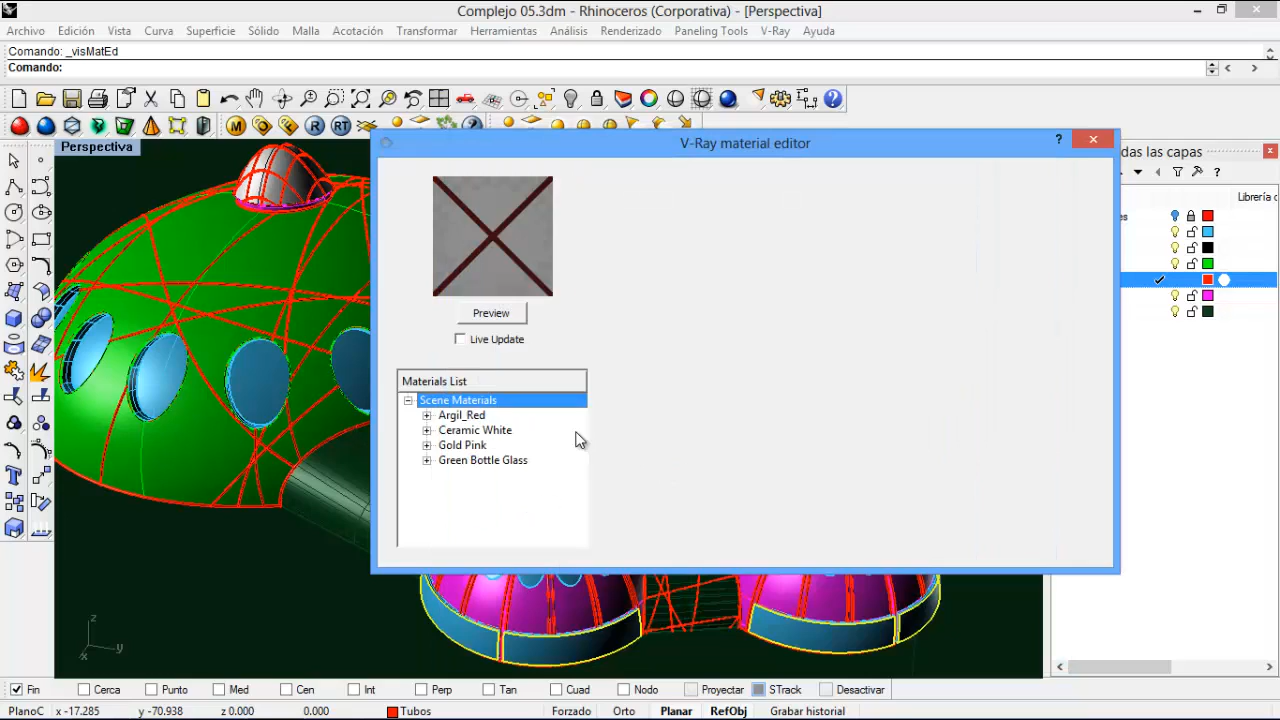 Complejo 05.3dm - Rhinoceros (Corporativa) - [Perspectiva]
Archivo Edición Vista Curva Superficie Sólido Malla Acotación Transformar Herramientas Análisis Renderizado Paneling Tools V-Ray Ayuda
Comando: _visMatEd
Comando:
Perspectiva
V-Ray material editor
?
das las capas
?
Librería
Preview
Live Update
Materials List
Scene Materials
Argil_Red
Ceramic White
Gold Pink
Green Bottle Glass
z
y
x
Fin Cerca Punto Med Cen Int Perp Tan Cuad Nodo Proyectar STrack Desactivar
PlanoC x -17.285 y -70.938 z 0.000 0.000 Tubos Forzado Orto Planar RefObj Grabar historial